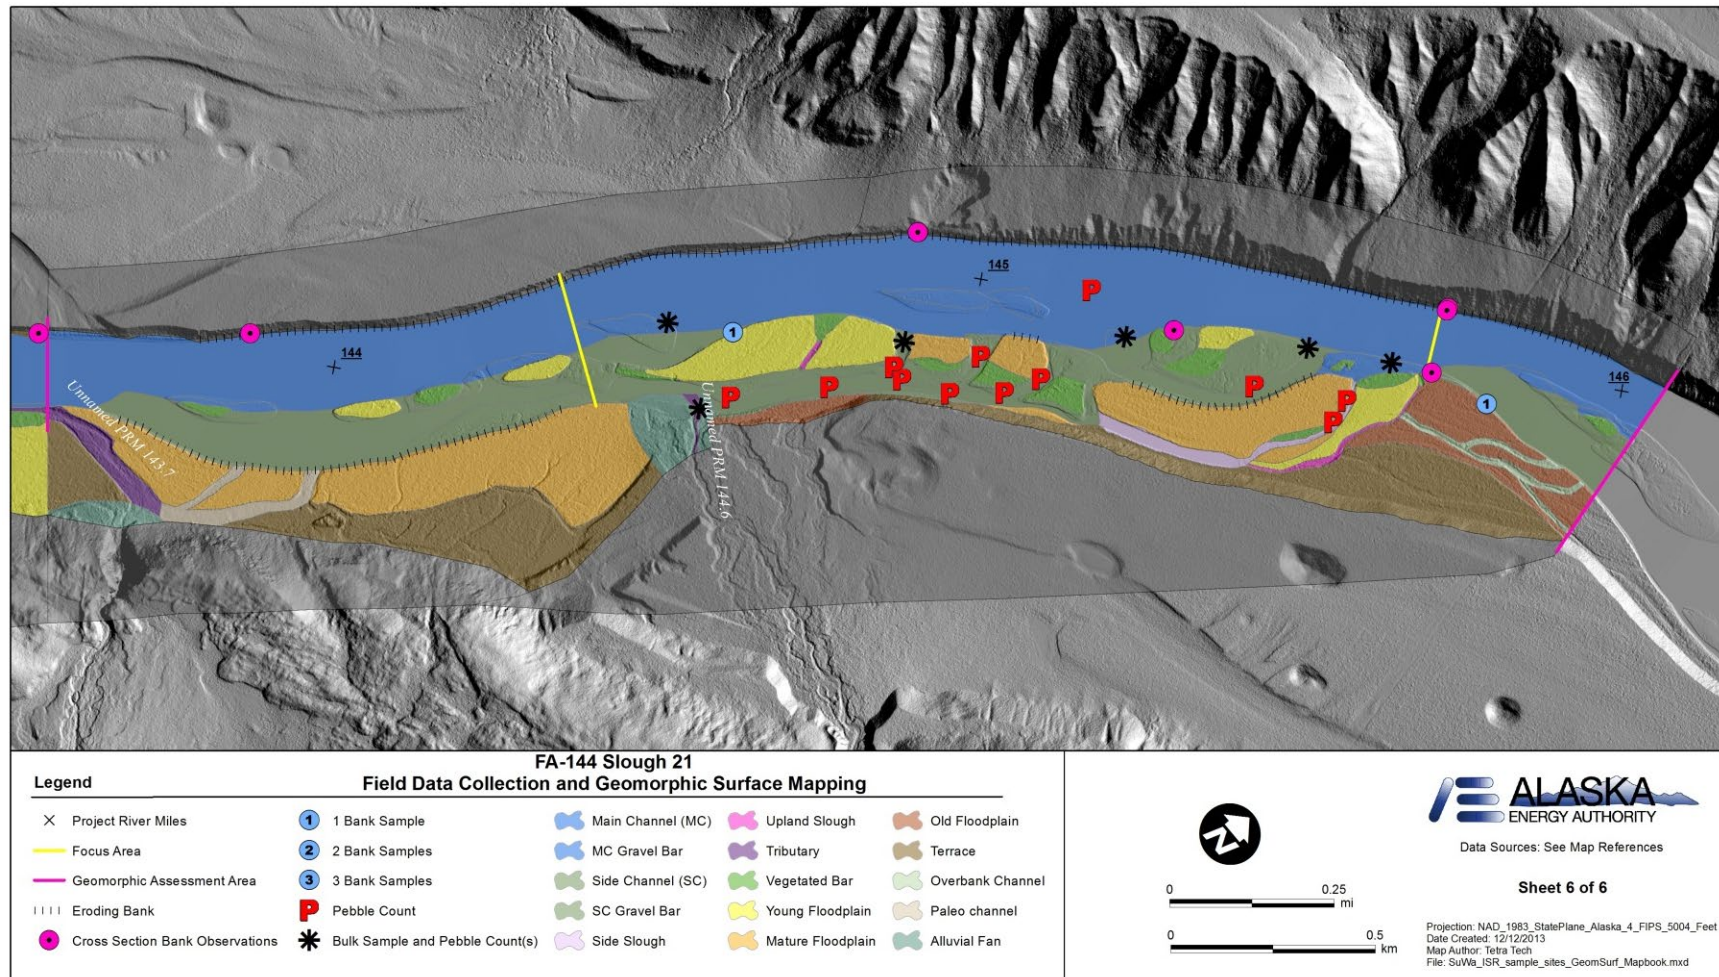 145
144
146
1
1
P
P
P
P
P
P
P
P
P
P
P
P
Unnamed PRM 143.7
Unnamed PRM 144.6
FA-144 Slough 21
Field Data Collection and Geomorphic Surface Mapping
Legend
Project River Miles
Focus Area
Geomorphic Assessment Area
Eroding Bank
Cross Section Bank Observations
1 1 Bank Sample
2 2 Bank Samples
3 3 Bank Samples
P Pebble Count
Bulk Sample and Pebble Count(s)
Main Channel (MC)
MC Gravel Bar
Side Channel (SC)
SC Gravel Bar
Side Slough
Upland Slough
Tributary
Vegetated Bar
Young Floodplain
Mature Floodplain
Old Floodplain
Terrace
Overbank Channel
Paleo channel
Alluvial Fan
N
0 0.25
mi
0 0.5
km
ALASKA
ENERGY AUTHORITY
Data Sources: See Map References
Sheet 6 of 6
Projection: NAD_1983_StatePlane_Alaska_4_FIPS_5004_Feet
Date Created: 12/12/2013
Map Author: Tetra Tech
File: SuWa_ISR_sample_sites_GeomSurf_Mapbook.mxd